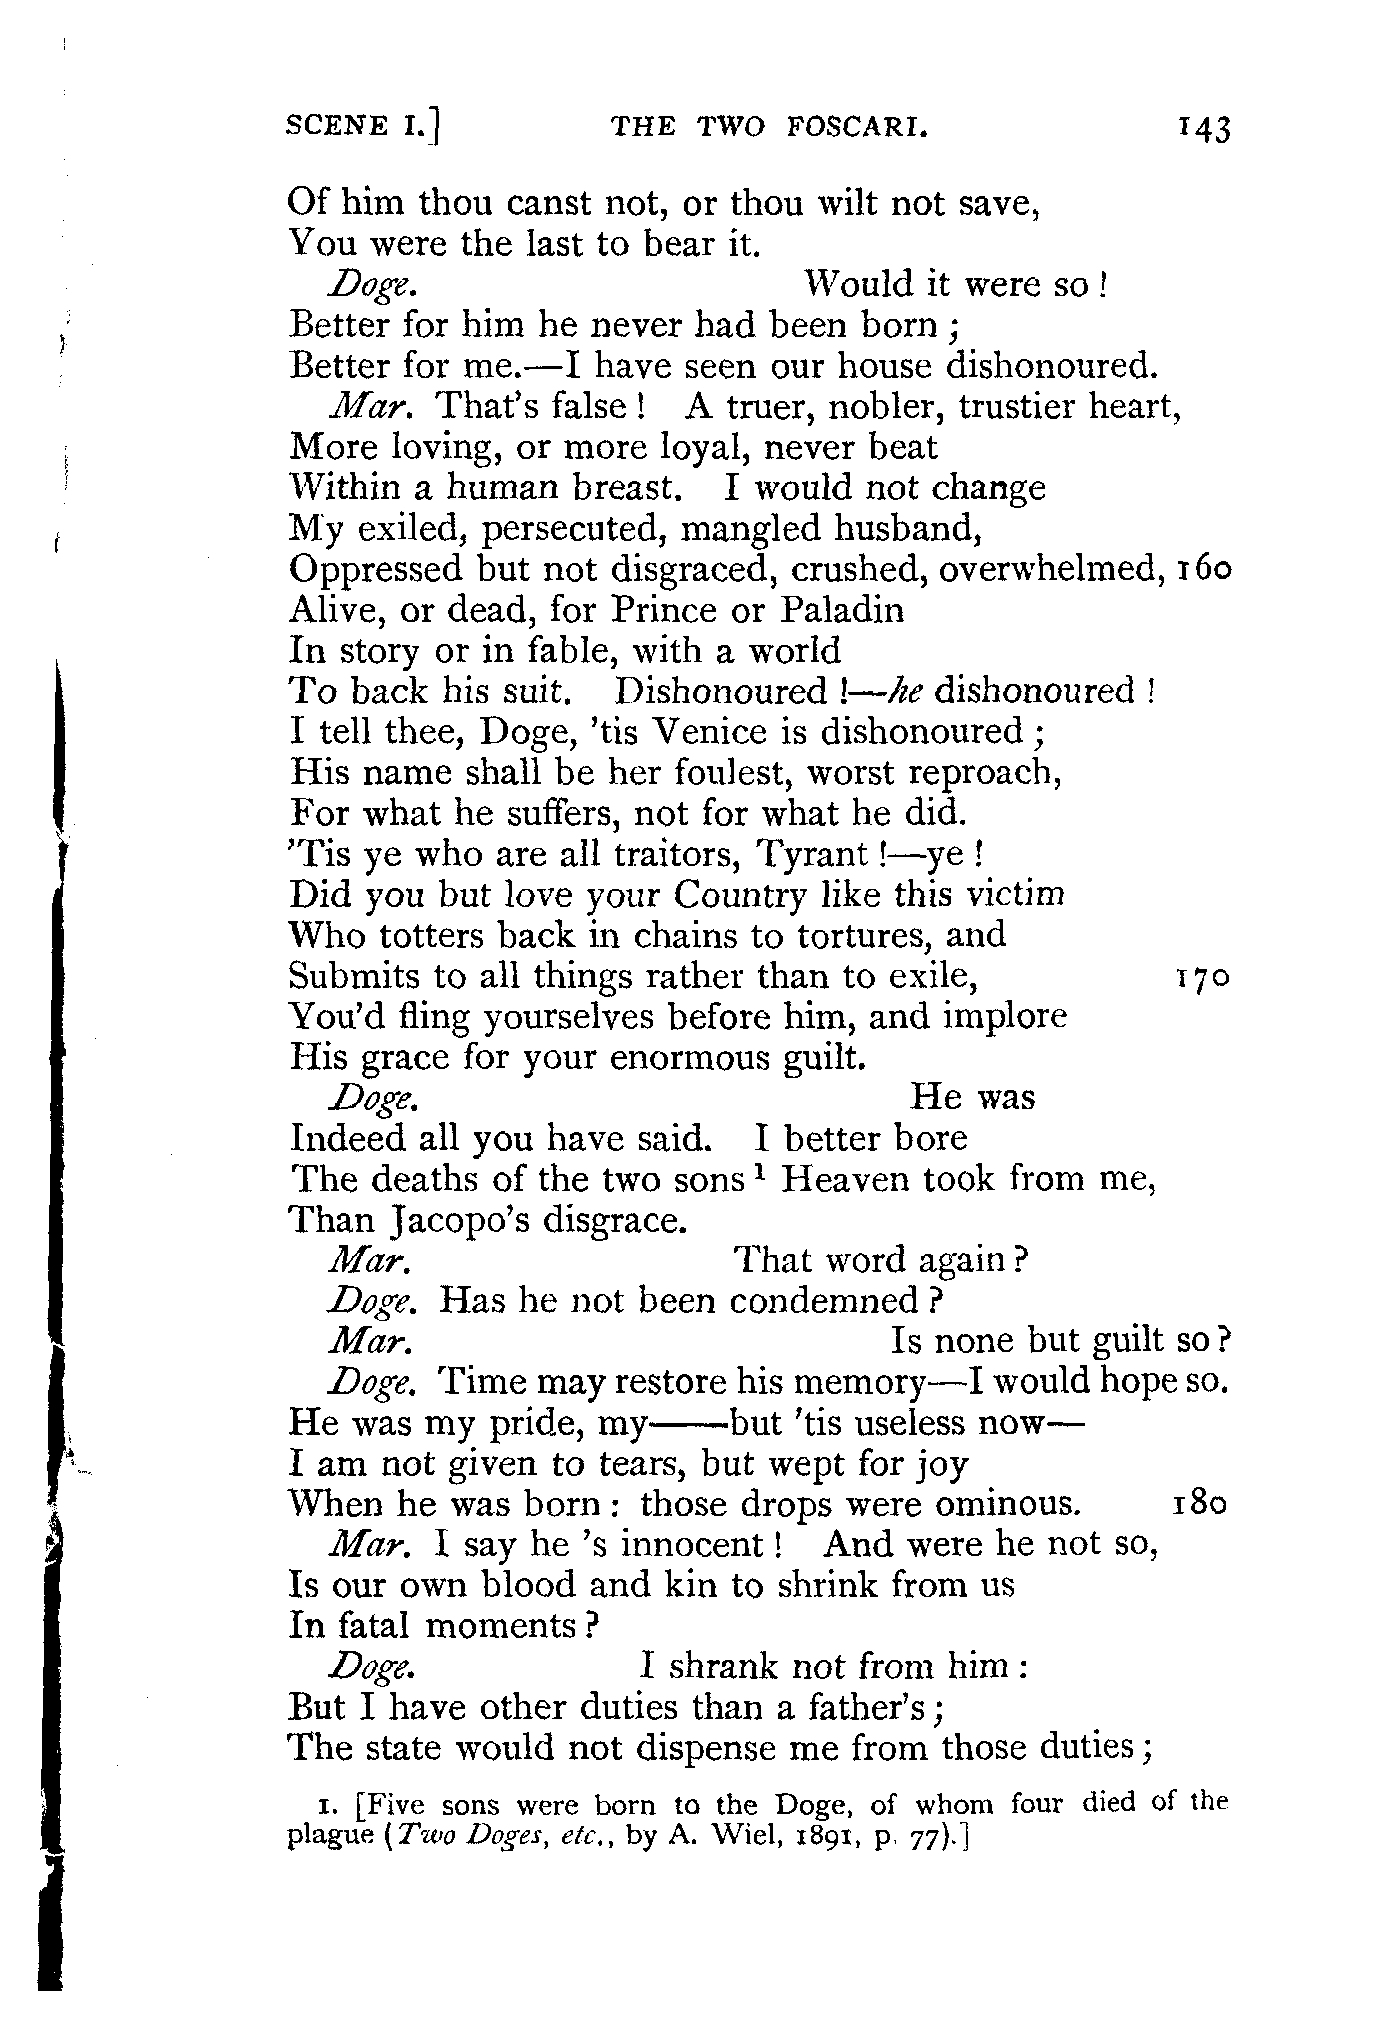 SCENE I.] THE TWO FOSCARI. 143
Of him thou canst not, or thou wilt not save,
You were the last to bear it.
Doge. Would it were so!
Better for him he never had been born;
Better for me.—I have seen our house dishonoured.
Mar. That's false! A truer, nobler, trustier heart,
More loving, or more loyal, never beat
Within a human breast. I would not change
My exiled, persecuted, mangled husband,
Oppressed but not disgraced, crushed, overwhelmed, 160
Alive, or dead, for Prince or Paladin
In story or in fable, with a world
To back his suit. Dishonoured!—he dishonoured!
I tell thee, Doge, 'tis Venice is dishonoured;
His name shall be her foulest, worst reproach,
For what he suffers, not for what he did.
'Tis ye who are all traitors, Tyrant!—ye!
Did you but love your Country like this victim
Who totters back in chains to tortures, and
Submits to all things rather than to exile, 170
You'd fling yourselves before him, and implore
His grace for your enormous guilt.
Doge. He was
Indeed all you have said. I better bore
The deaths of the two sons¹ Heaven took from me,
Than Jacopo's disgrace.
Mar. That word again?
Doge. Has he not been condemned?
Mar. Is none but guilt so?
Doge. Time may restore his memory—I would hope so.
He was my pride, my——but 'tis useless now—
I am not given to tears, but wept for joy
When he was born: those drops were ominous. 180
Mar. I say he 's innocent! And were he not so,
Is our own blood and kin to shrink from us
In fatal moments?
Doge. I shrank not from him:
But I have other duties than a father's;
The state would not dispense me from those duties;
1. [Five sons were born to the Doge, of whom four died of the
plague (Two Doges, etc., by A. Wiel, 1891, p. 77).]